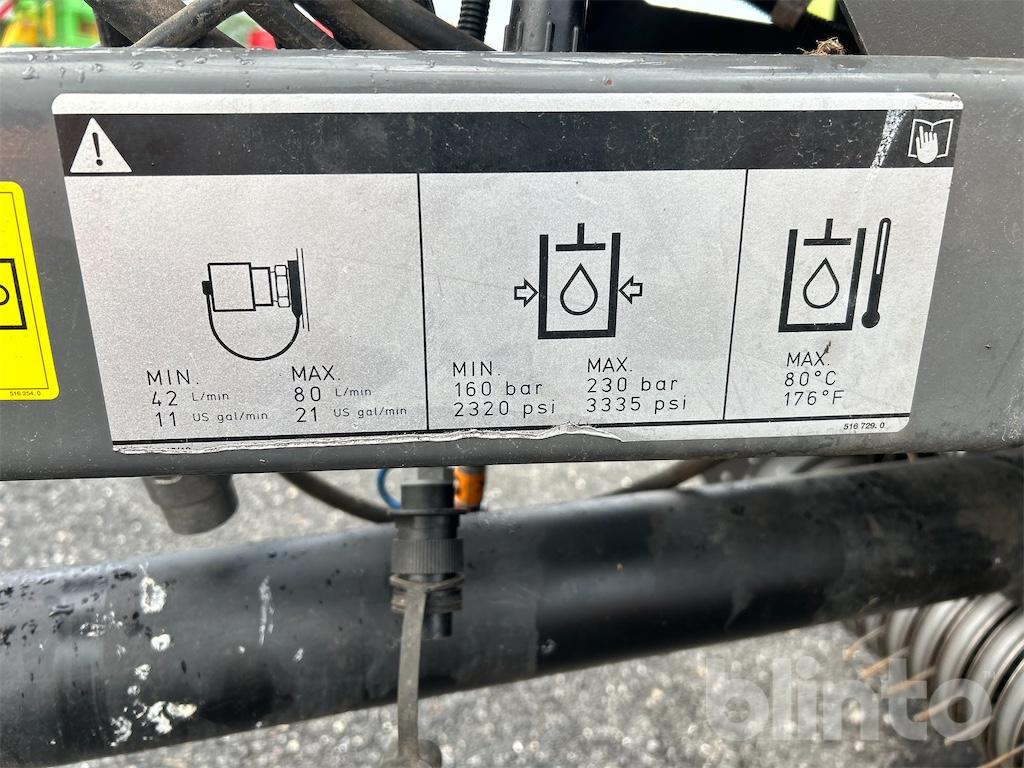 MIN.
42 L/min
11 US gal/min
MAX.
80 L/min
21 US gal/min
MIN.
160 bar
2320 psi
MAX.
230 bar
3335 psi
MAX.
80°C
176°F
516 729. 0
516 254. 0
blinto